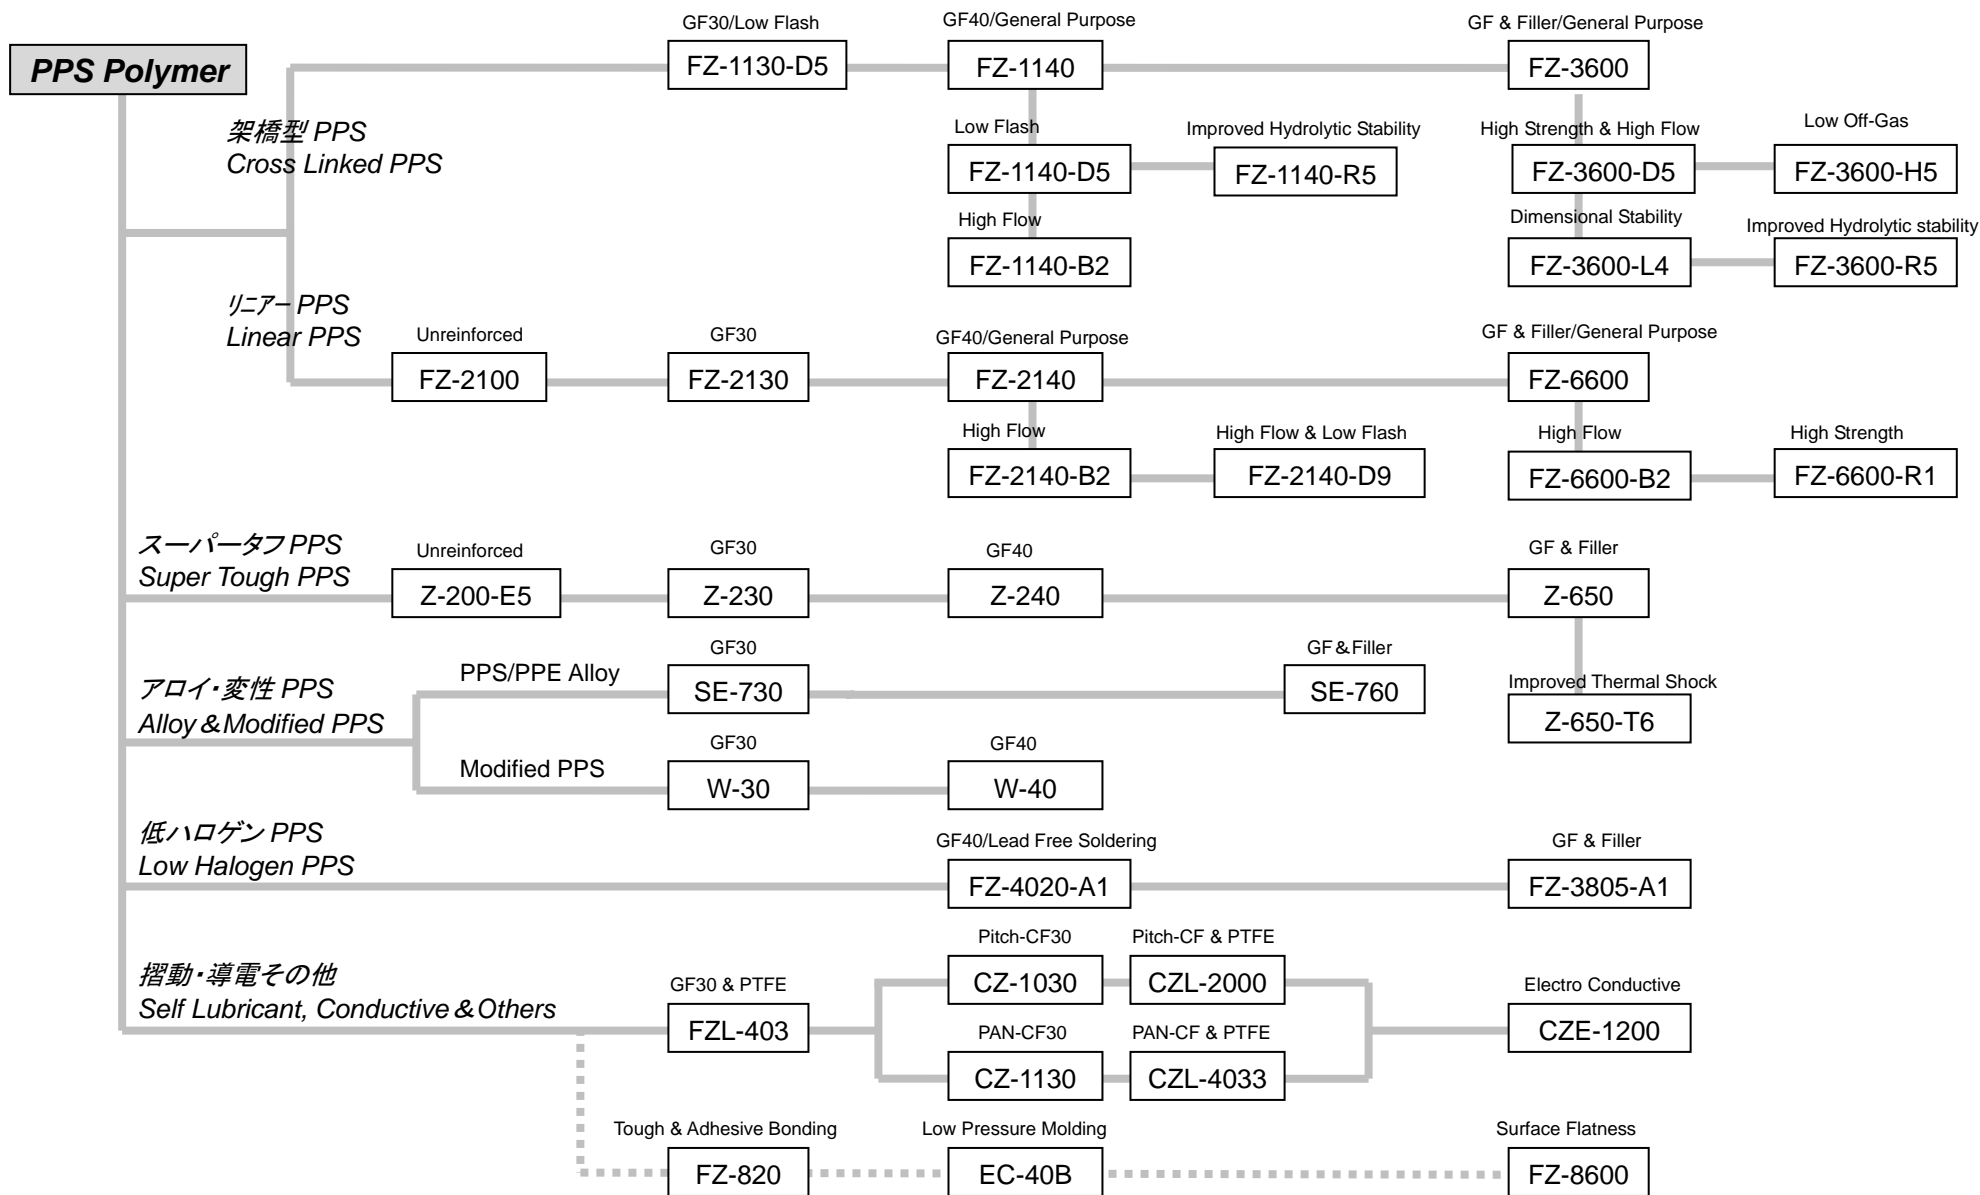 PPS Polymer
GF30/Low Flash
FZ-1130-D5
GF40/General Purpose
FZ-1140
GF & Filler/General Purpose
FZ-3600
架橋型 PPS
Cross Linked PPS
Low Flash
FZ-1140-D5
Improved Hydrolytic Stability
FZ-1140-R5
High Strength & High Flow
FZ-3600-D5
Low Off-Gas
FZ-3600-H5
High Flow
FZ-1140-B2
Dimensional Stability
FZ-3600-L4
Improved Hydrolytic stability
FZ-3600-R5
リニアー PPS
Linear PPS
Unreinforced
FZ-2100
GF30
FZ-2130
GF40/General Purpose
FZ-2140
GF & Filler/General Purpose
FZ-6600
High Flow
FZ-2140-B2
High Flow & Low Flash
FZ-2140-D9
High Flow
FZ-6600-B2
High Strength
FZ-6600-R1
スーパータフ PPS
Super Tough PPS
Unreinforced
Z-200-E5
GF30
Z-230
GF40
Z-240
GF & Filler
Z-650
Improved Thermal Shock
Z-650-T6
アロイ・変性 PPS
Alloy & Modified PPS
PPS/PPE Alloy
GF30
SE-730
GF & Filler
SE-760
Modified PPS
GF30
W-30
GF40
W-40
低ハロゲン PPS
Low Halogen PPS
GF40/Lead Free Soldering
FZ-4020-A1
GF & Filler
FZ-3805-A1
摺動・導電その他
Self Lubricant, Conductive & Others
GF30 & PTFE
FZL-403
Pitch-CF30
CZ-1030
Pitch-CF & PTFE
CZL-2000
PAN-CF30
CZ-1130
PAN-CF & PTFE
CZL-4033
Electro Conductive
CZE-1200
Tough & Adhesive Bonding
FZ-820
Low Pressure Molding
EC-40B
Surface Flatness
FZ-8600